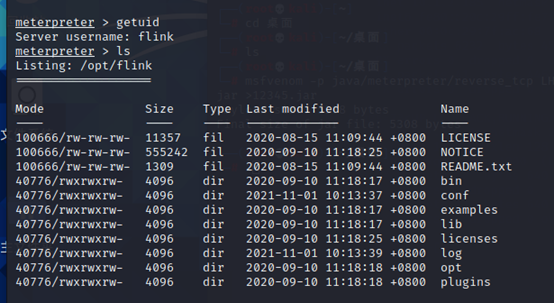 meterpreter > getuid
Server username: flink
meterpreter > ls
Listing: /opt/flink
===================
Mode Size Type Last modified Name
---- ---- ---- ------------- ----
100666/rw-rw-rw- 11357 fil 2020-08-15 11:09:44 +0800 LICENSE
100666/rw-rw-rw- 555242 fil 2020-09-10 11:18:25 +0800 NOTICE
100666/rw-rw-rw- 1309 fil 2020-08-15 11:09:44 +0800 README.txt
40776/rwxrwxrw- 4096 dir 2020-09-10 11:18:17 +0800 bin
40776/rwxrwxrw- 4096 dir 2021-11-01 10:13:37 +0800 conf
40776/rwxrwxrw- 4096 dir 2020-09-10 11:18:17 +0800 examples
40776/rwxrwxrw- 4096 dir 2020-09-10 11:18:17 +0800 lib
40776/rwxrwxrw- 4096 dir 2020-09-10 11:18:25 +0800 licenses
40776/rwxrwxrw- 4096 dir 2021-11-01 10:13:39 +0800 log
40776/rwxrwxrw- 4096 dir 2020-09-10 11:18:18 +0800 opt
40776/rwxrwxrw- 4096 dir 2020-09-10 11:18:18 +0800 plugins